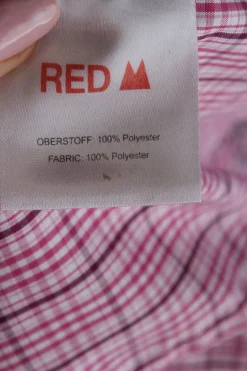 RED
OBERSTOFF: 100% Polyester
FABRIC: 100% Polyester